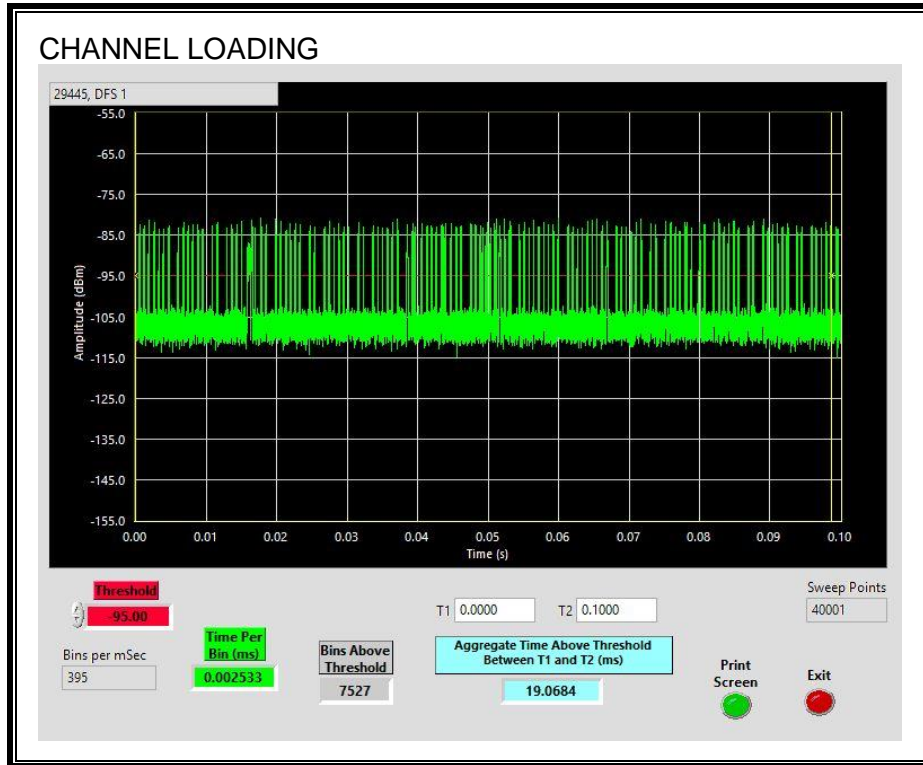 CHANNEL LOADING
29445, DFS 1
Amplitude (dBm)
-55.0
-65.0
-75.0
-85.0
-95.0
-105.0
-115.0
-125.0
-135.0
-145.0
-155.0
0.00 0.01 0.02 0.03 0.04 0.05 0.06 0.07 0.08 0.09 0.10
Time (s)
Threshold
-95.00
T1 0.0000 T2 0.1000
Sweep Points
40001
Bins per mSec
395
Time Per
Bin (ms)
0.002533
Bins Above
Threshold
7527
Aggregate Time Above Threshold
Between T1 and T2 (ms)
19.0684
Print
Screen
Exit